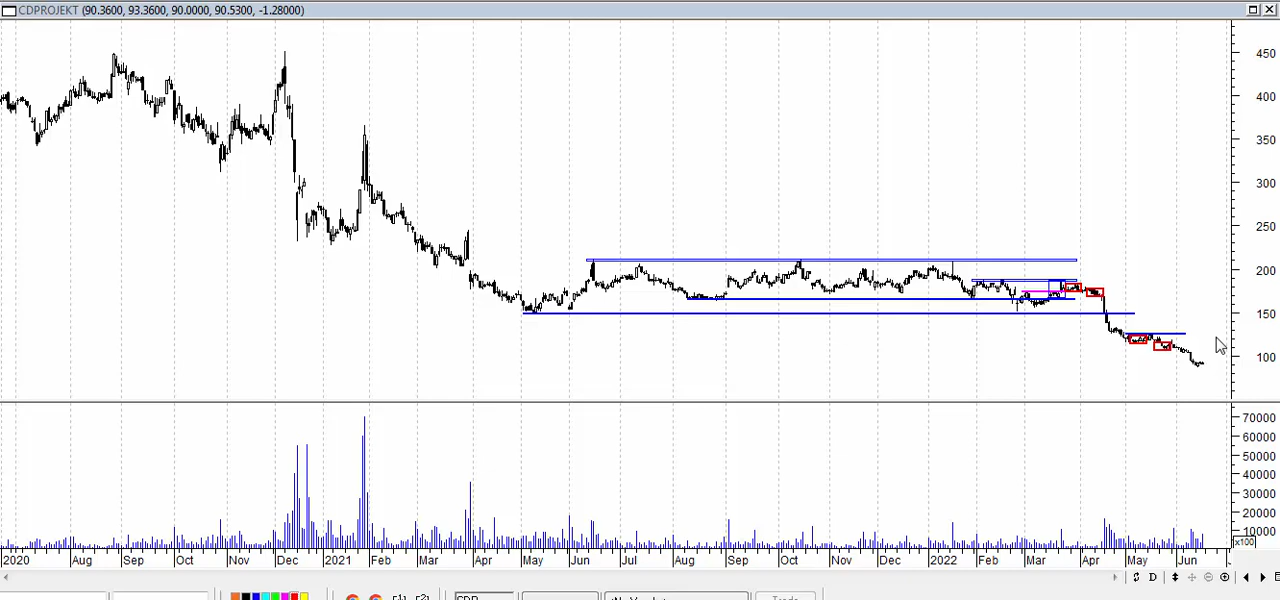 CDPROJEKT (90.3600, 93.3600, 90.0000, 90.5300, -1.28000)
450
400
350
300
250
200
150
100
70000
60000
50000
40000
30000
20000
10000
x100
2020 Aug Sep Oct Nov Dec 2021 Feb Mar Apr May Jun Jul Aug Sep Oct Nov Dec 2022 Feb Mar Apr May Jun
D
CDR
Trade